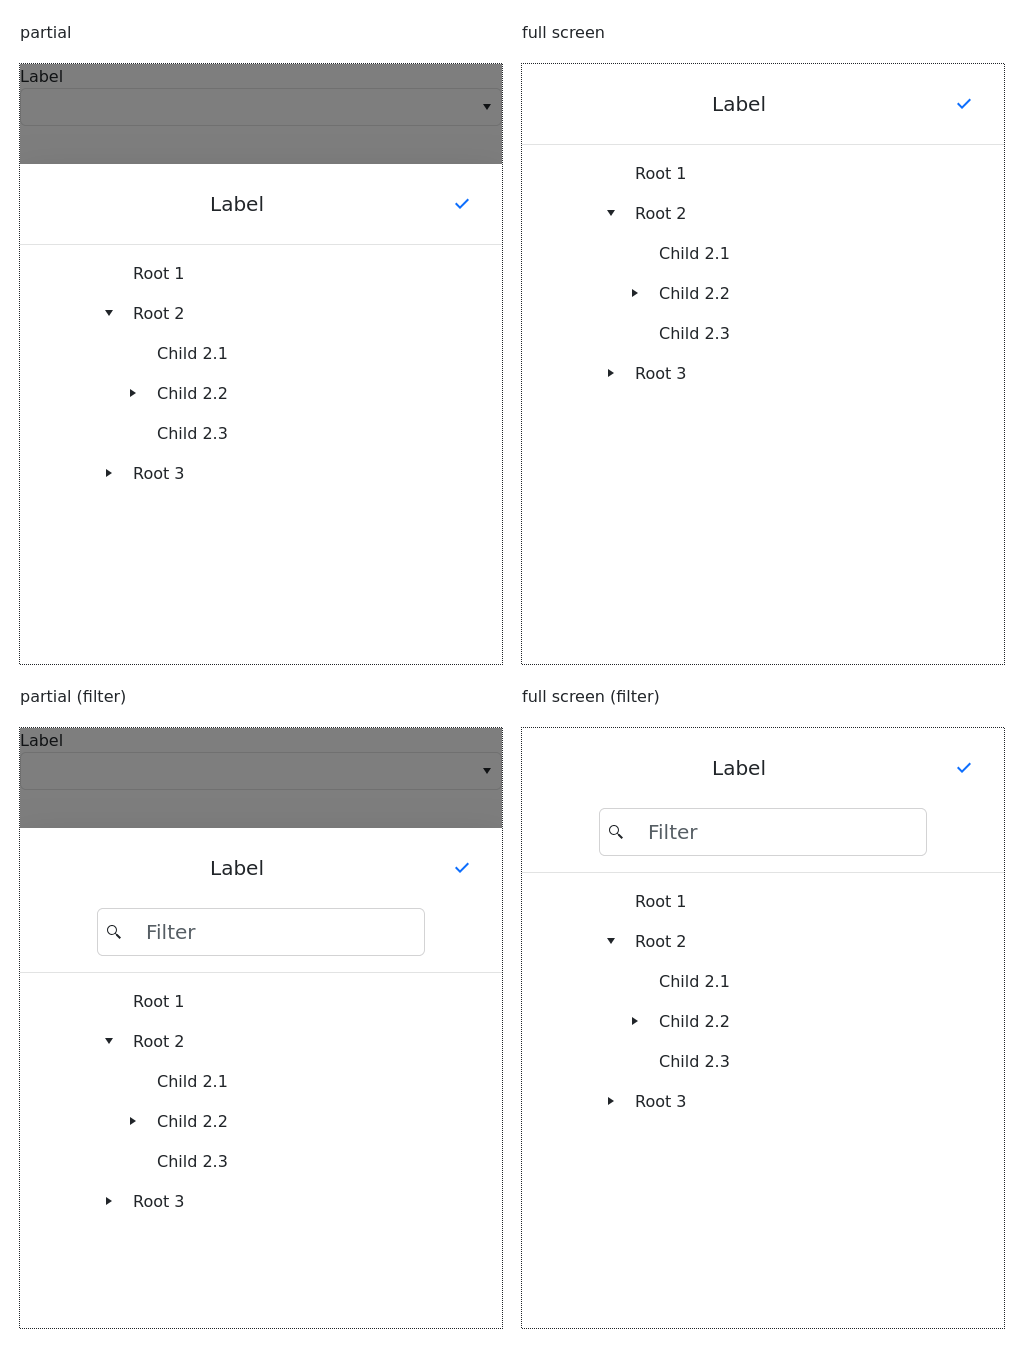 partial
Label
Label
Root 1
Root 2
Child 2.1
Child 2.2
Child 2.3
Root 3
full screen
Label
Root 1
Root 2
Child 2.1
Child 2.2
Child 2.3
Root 3
partial (filter)
Label
Label
Filter
Root 1
Root 2
Child 2.1
Child 2.2
Child 2.3
Root 3
full screen (filter)
Label
Filter
Root 1
Root 2
Child 2.1
Child 2.2
Child 2.3
Root 3